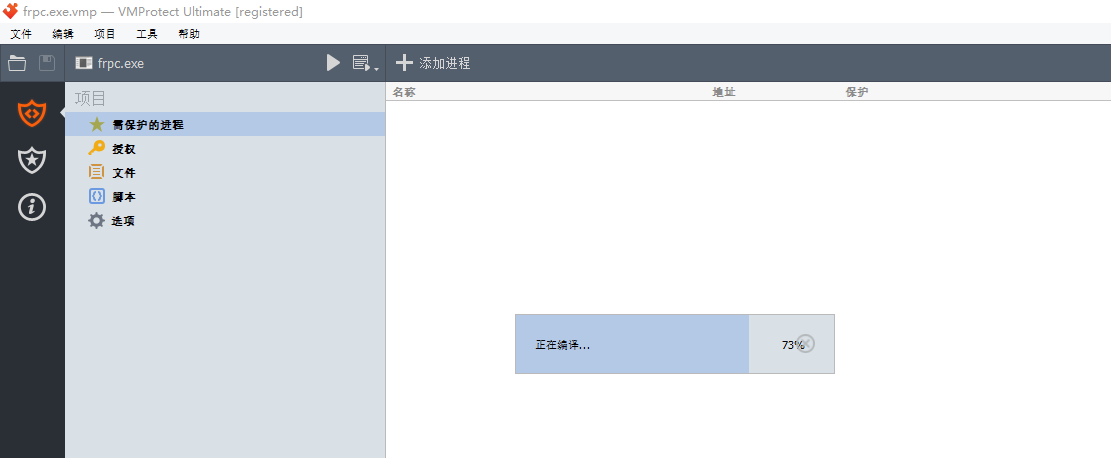 frpc.exe.vmp — VMProtect Ultimate [registered]
文件 编辑 项目 工具 帮助
frpc.exe 添加进程
项目 名称 地址 保护
需保护的进程
授权
文件
脚本
选项
正在编译... 73%